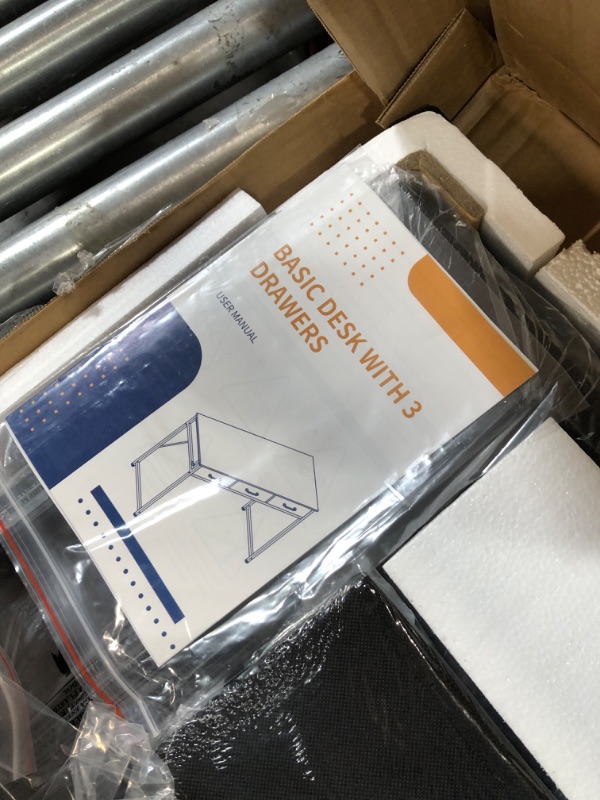 BASIC DESK WITH 3
DRAWERS
USER MANUAL